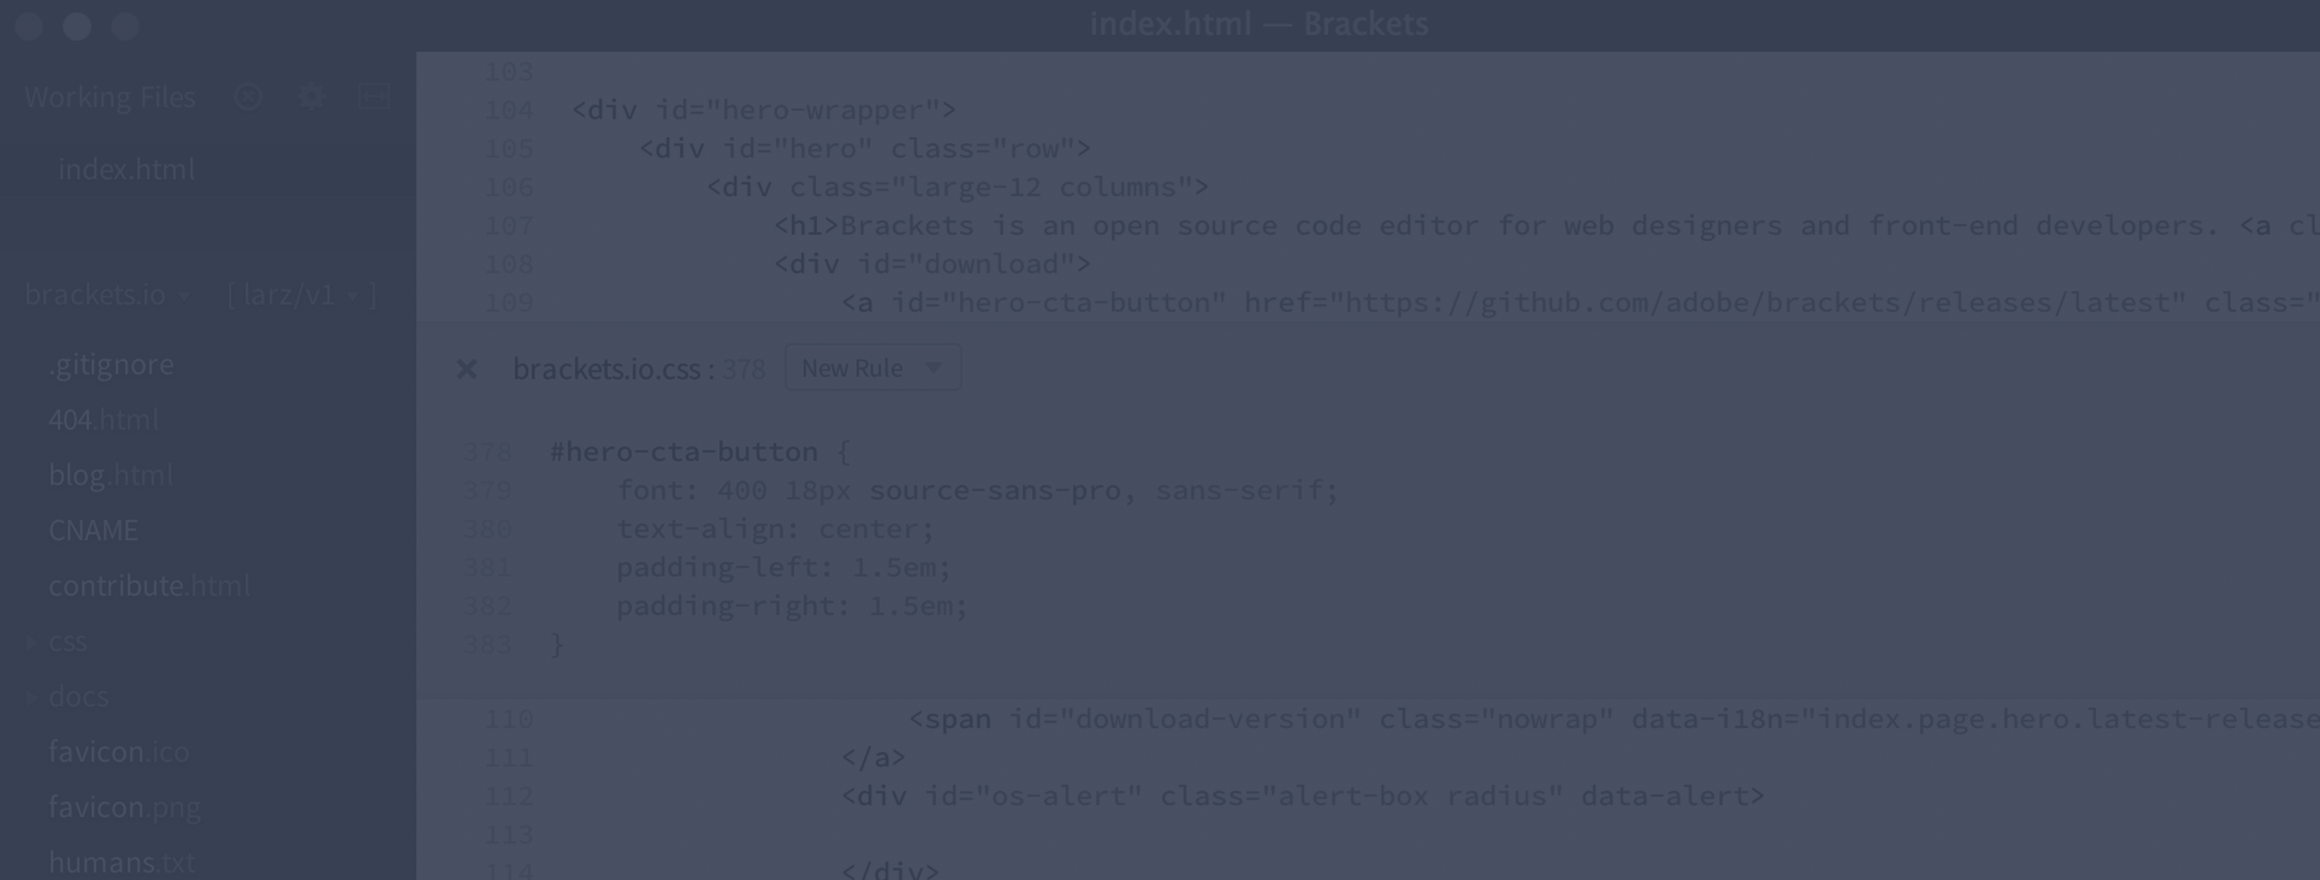 index.html — Brackets
Working Files
index.html
brackets.io [ larz/v1 ]
.gitignore
404.html
blog.html
CNAME
contribute.html
css
docs
favicon.ico
favicon.png
humans.txt
103
104 <div id="hero-wrapper">
105 <div id="hero" class="row">
106 <div class="large-12 columns">
107 <h1>Brackets is an open source code editor for web designers and front-end developers. <a cl
108 <div id="download">
109 <a id="hero-cta-button" href="https://github.com/adobe/brackets/releases/latest" class="
brackets.io.css : 378 New Rule
378 #hero-cta-button {
379 font: 400 18px source-sans-pro, sans-serif;
380 text-align: center;
381 padding-left: 1.5em;
382 padding-right: 1.5em;
383 }
110 <span id="download-version" class="nowrap" data-i18n="index.page.hero.latest-release
111 </a>
112 <div id="os-alert" class="alert-box radius" data-alert>
113
114 </div>